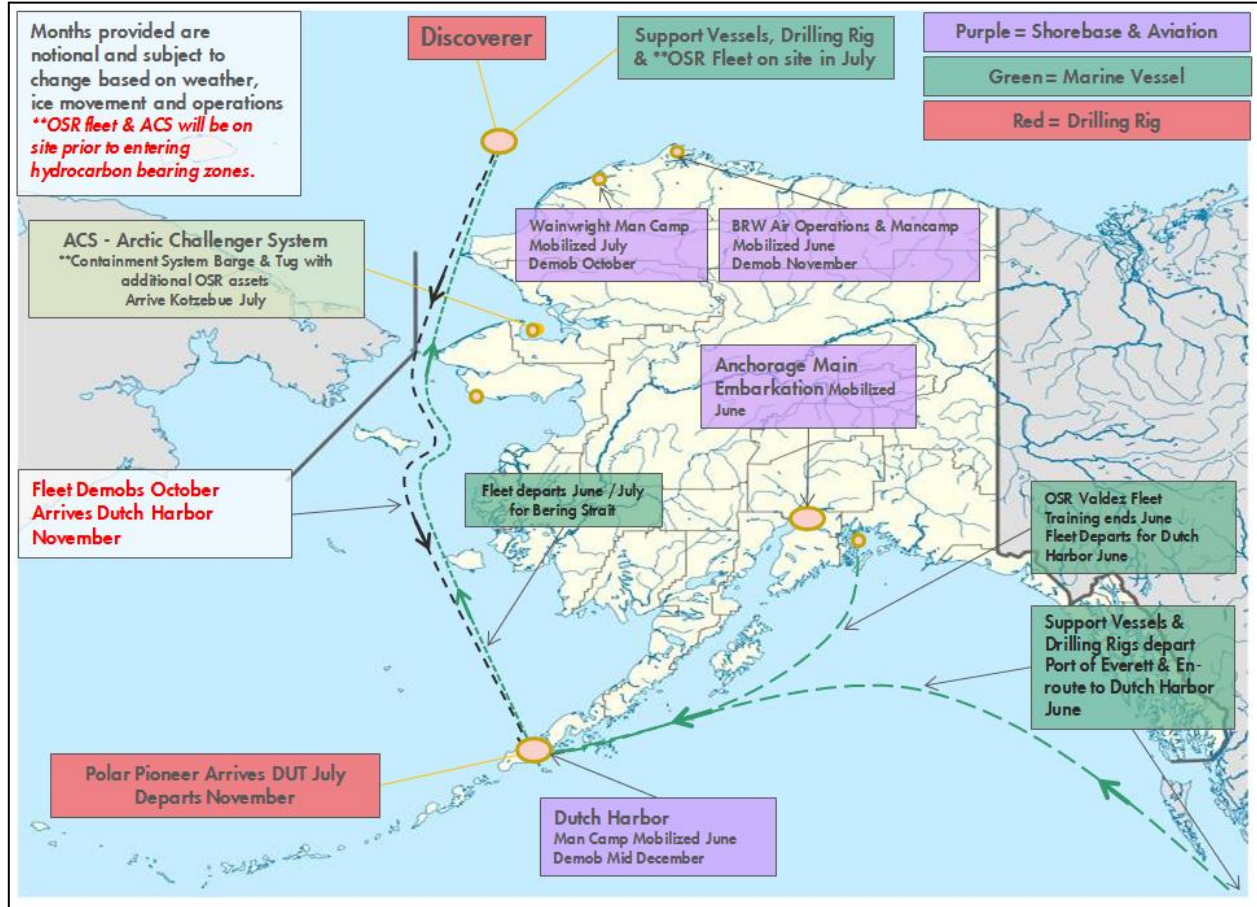 Months provided are
notional and subject to
change based on weather,
ice movement and operations
**OSR fleet & ACS will be on
site prior to entering
hydrocarbon bearing zones.
Discoverer
Support Vessels, Drilling Rig
& **OSR Fleet on site in July
Purple = Shorebase & Aviation
Green = Marine Vessel
Red = Drilling Rig
ACS - Arctic Challenger System
**Containment System Barge & Tug with
additional OSR assets
Arrive Kotzebue July
Wainwright Man Camp
Mobilized July
Demob October
BRW Air Operations & Mancamp
Mobilized June
Demob November
Anchorage Main
Embarkation Mobilized
June
Fleet Demobs October
Arrives Dutch Harbor
November
Fleet departs June /July
for Bering Strait
OSR Valdez Fleet
Training ends June
Fleet Departs for Dutch
Harbor June
Support Vessels &
Drilling Rigs depart
Port of Everett & En-
route to Dutch Harbor
June
Polar Pioneer Arrives DUT July
Departs November
Dutch Harbor
Man Camp Mobilized June
Demob Mid December